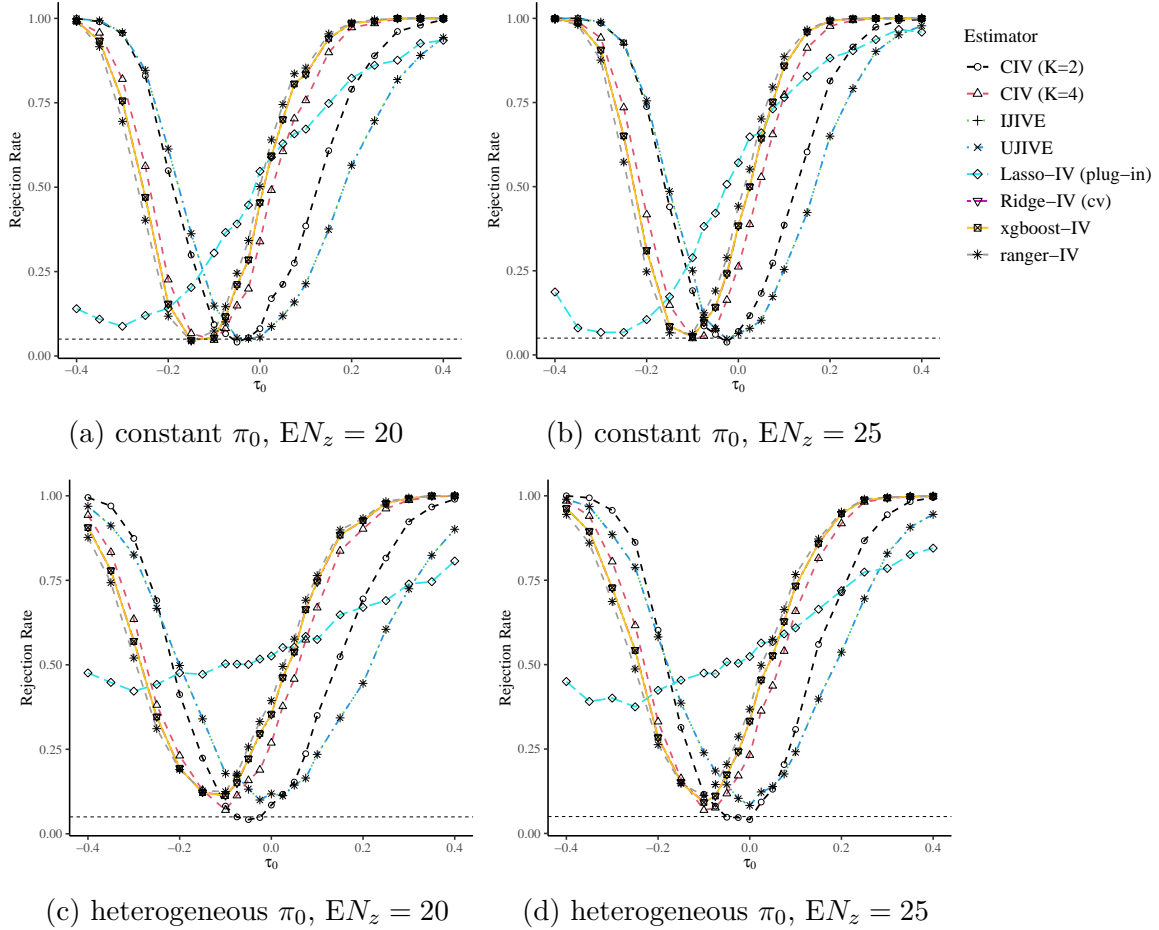 1.00
0.75
0.50
0.25
0.00
Rejection Rate
−0.4 −0.2 0.0 0.2 0.4
τ0
(a) constant π0, ENz = 20
1.00
0.75
0.50
0.25
0.00
Rejection Rate
−0.4 −0.2 0.0 0.2 0.4
τ0
(b) constant π0, ENz = 25
Estimator
CIV (K=2)
CIV (K=4)
IJIVE
UJIVE
Lasso−IV (plug−in)
Ridge−IV (cv)
xgboost−IV
ranger−IV
1.00
0.75
0.50
0.25
0.00
Rejection Rate
−0.4 −0.2 0.0 0.2 0.4
τ0
(c) heterogeneous π0, ENz = 20
1.00
0.75
0.50
0.25
0.00
Rejection Rate
−0.4 −0.2 0.0 0.2 0.4
τ0
(d) heterogeneous π0, ENz = 25